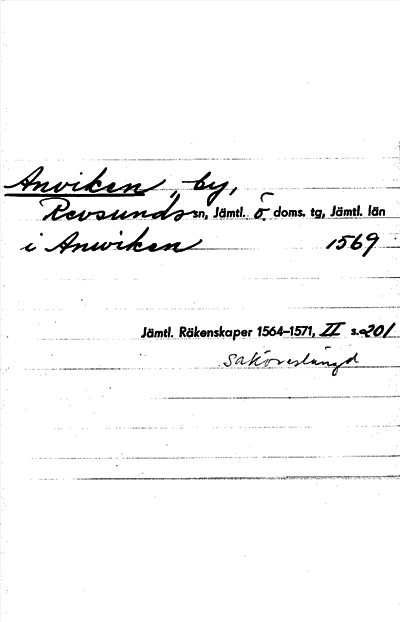 Anviken, by,
Revsunds sn, Jämtl. ö. doms. tg, Jämtl. län
i Anwiken 1569
Jämtl. Räkenskaper 1564–1571, II s. 201
Saköreslängd